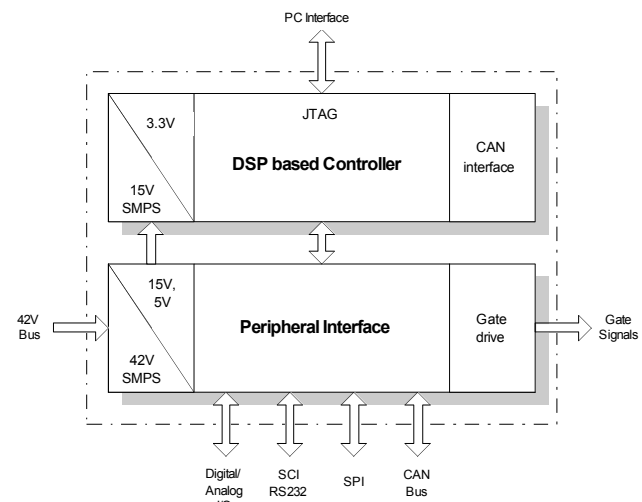 PC Interface
3.3V
JTAG
DSP based Controller
CAN
interface
15V
SMPS
15V,
5V
42V
Bus
Peripheral Interface
Gate
drive
Gate
Signals
42V
SMPS
Digital/
Analog
SCI
RS232
SPI
CAN
Bus